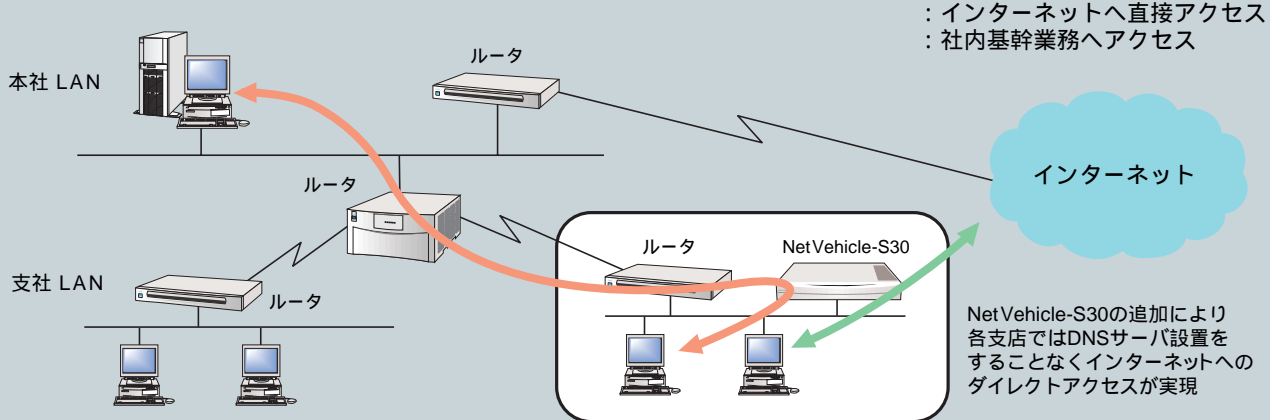 ：インターネットへ直接アクセス
：社内基幹業務へアクセス
ルータ
本社 LAN
インターネット
ルータ
ルータ
NetVehicle-S30
支社 LAN
ルータ
NetVehicle-S30の追加により
各支店ではDNSサーバ設置を
することなくインターネットへの
ダイレクトアクセスが実現